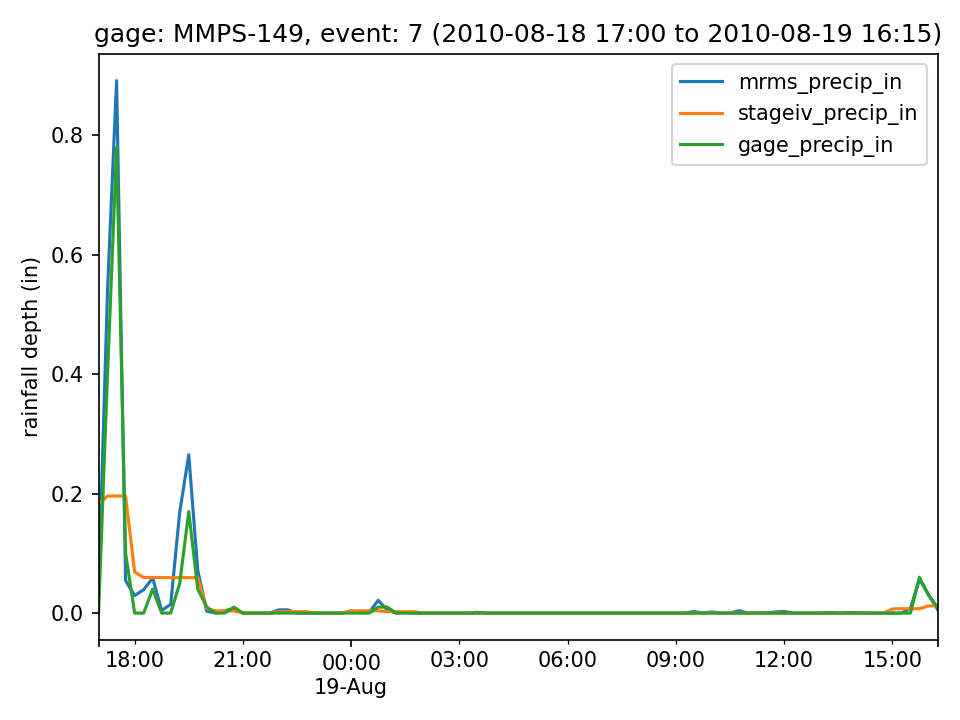 gage: MMPS-149, event: 7 (2010-08-18 17:00 to 2010-08-19 16:15)
mrms_precip_in
stageiv_precip_in
gage_precip_in
rainfall depth (in)
0.8
0.6
0.4
0.2
0.0
18:00 21:00 00:00 03:00 06:00 09:00 12:00 15:00
19-Aug